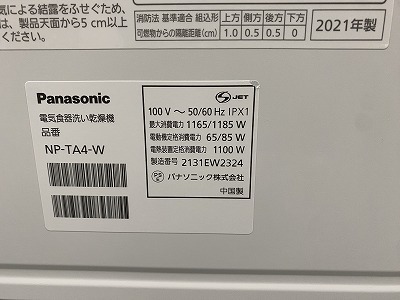 気による結露をふせぐため、
は、製品天面から5 cm以上
ください。
消防法 基準適合 組込形 上方 側方 後方 下方
可燃物からの隔離距離(cm) 1.0 0.5 0.5 0
2021年製
Panasonic
電気食器洗い乾燥機
品番
NP-TA4-W
JET
100 V ～ 50/60 Hz IPX1
最大消費電力 1165/1185 W
電動機定格消費電力 65/85 W
電熱装置定格消費電力 1100 W
製造番号 2131EW2324
PSE パナソニック株式会社
中国製